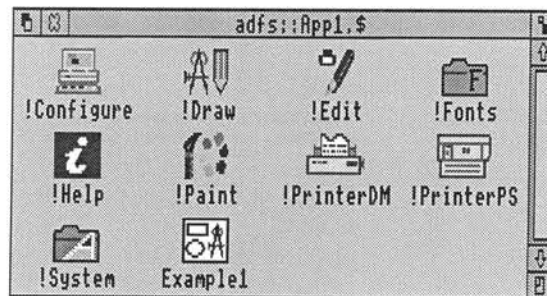 adfs::App1.$
!Configure !Draw !Edit !Fonts
!Help !Paint !PrinterDM !PrinterPS
!System Example1